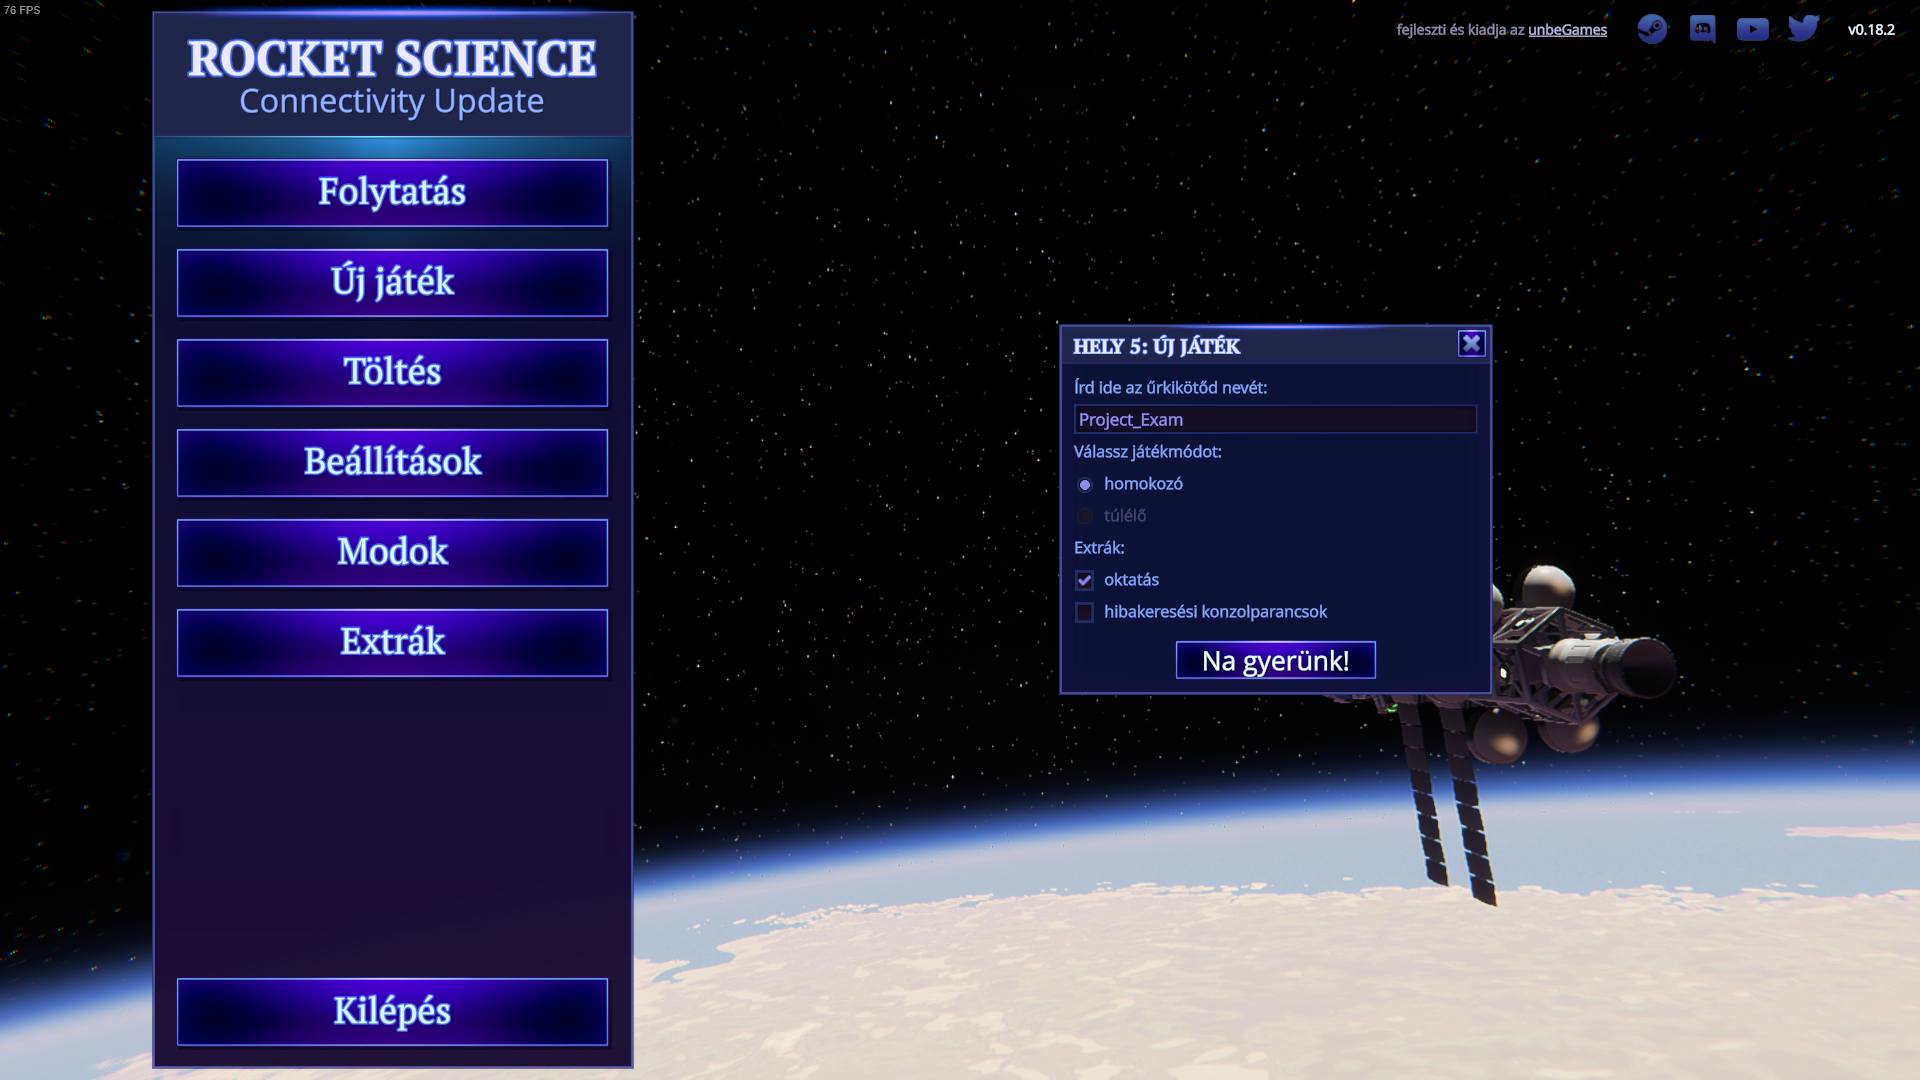 76 FPS
ROCKET SCIENCE
Connectivity Update
Folytatás
Új játék
Töltés
Beállítások
Modok
Extrák
Kilépés
fejleszti és kiadja az unbeGames
v0.18.2
HELY 5: ÚJ JÁTÉK
Írd ide az űrkikötőd nevét:
Project_Exam
Válassz játékmódot:
homokozó
túlélő
Extrák:
oktatás
hibakeresési konzolparancsok
Na gyerünk!